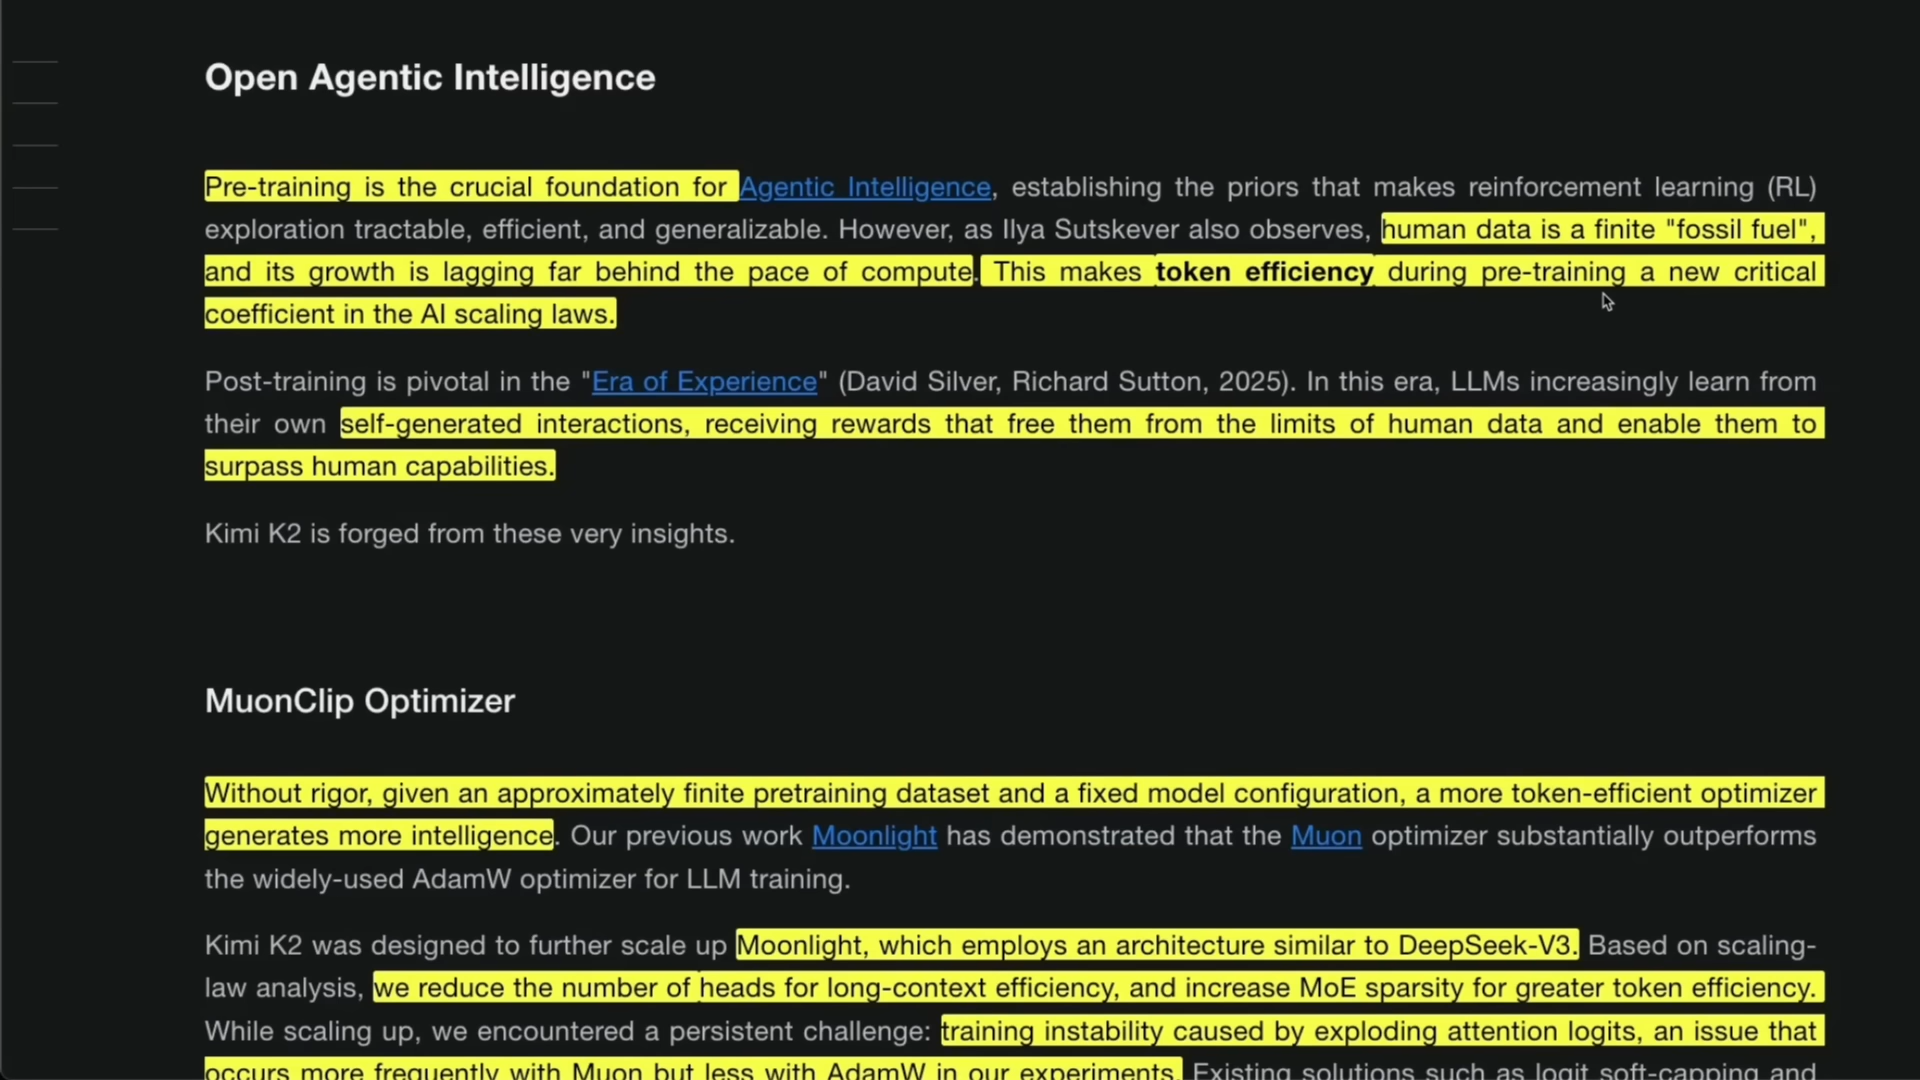 Open Agentic Intelligence
Pre-training is the crucial foundation for Agentic Intelligence, establishing the priors that makes reinforcement learning (RL)
exploration tractable, efficient, and generalizable. However, as Ilya Sutskever also observes, human data is a finite "fossil fuel",
and its growth is lagging far behind the pace of compute. This makes token efficiency during pre-training a new critical
coefficient in the AI scaling laws.
Post-training is pivotal in the "Era of Experience" (David Silver, Richard Sutton, 2025). In this era, LLMs increasingly learn from
their own self-generated interactions, receiving rewards that free them from the limits of human data and enable them to
surpass human capabilities.
Kimi K2 is forged from these very insights.
MuonClip Optimizer
Without rigor, given an approximately finite pretraining dataset and a fixed model configuration, a more token-efficient optimizer
generates more intelligence. Our previous work Moonlight has demonstrated that the Muon optimizer substantially outperforms
the widely-used AdamW optimizer for LLM training.
Kimi K2 was designed to further scale up Moonlight, which employs an architecture similar to DeepSeek-V3. Based on scaling-
law analysis, we reduce the number of heads for long-context efficiency, and increase MoE sparsity for greater token efficiency.
While scaling up, we encountered a persistent challenge: training instability caused by exploding attention logits, an issue that
occurs more frequently with Muon but less with AdamW in our experiments. Existing solutions such as logit soft-capping and